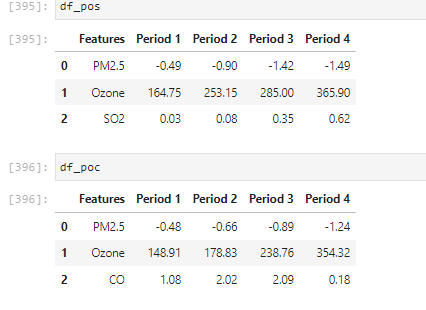 [395]: df_pos
[395]: Features Period 1 Period 2 Period 3 Period 4
0 PM2.5 -0.49 -0.90 -1.42 -1.49
1 Ozone 164.75 253.15 285.00 365.90
2 SO2 0.03 0.08 0.35 0.62
[396]: df_poc
[396]: Features Period 1 Period 2 Period 3 Period 4
0 PM2.5 -0.48 -0.66 -0.89 -1.24
1 Ozone 148.91 178.83 238.76 354.32
2 CO 1.08 2.02 2.09 0.18